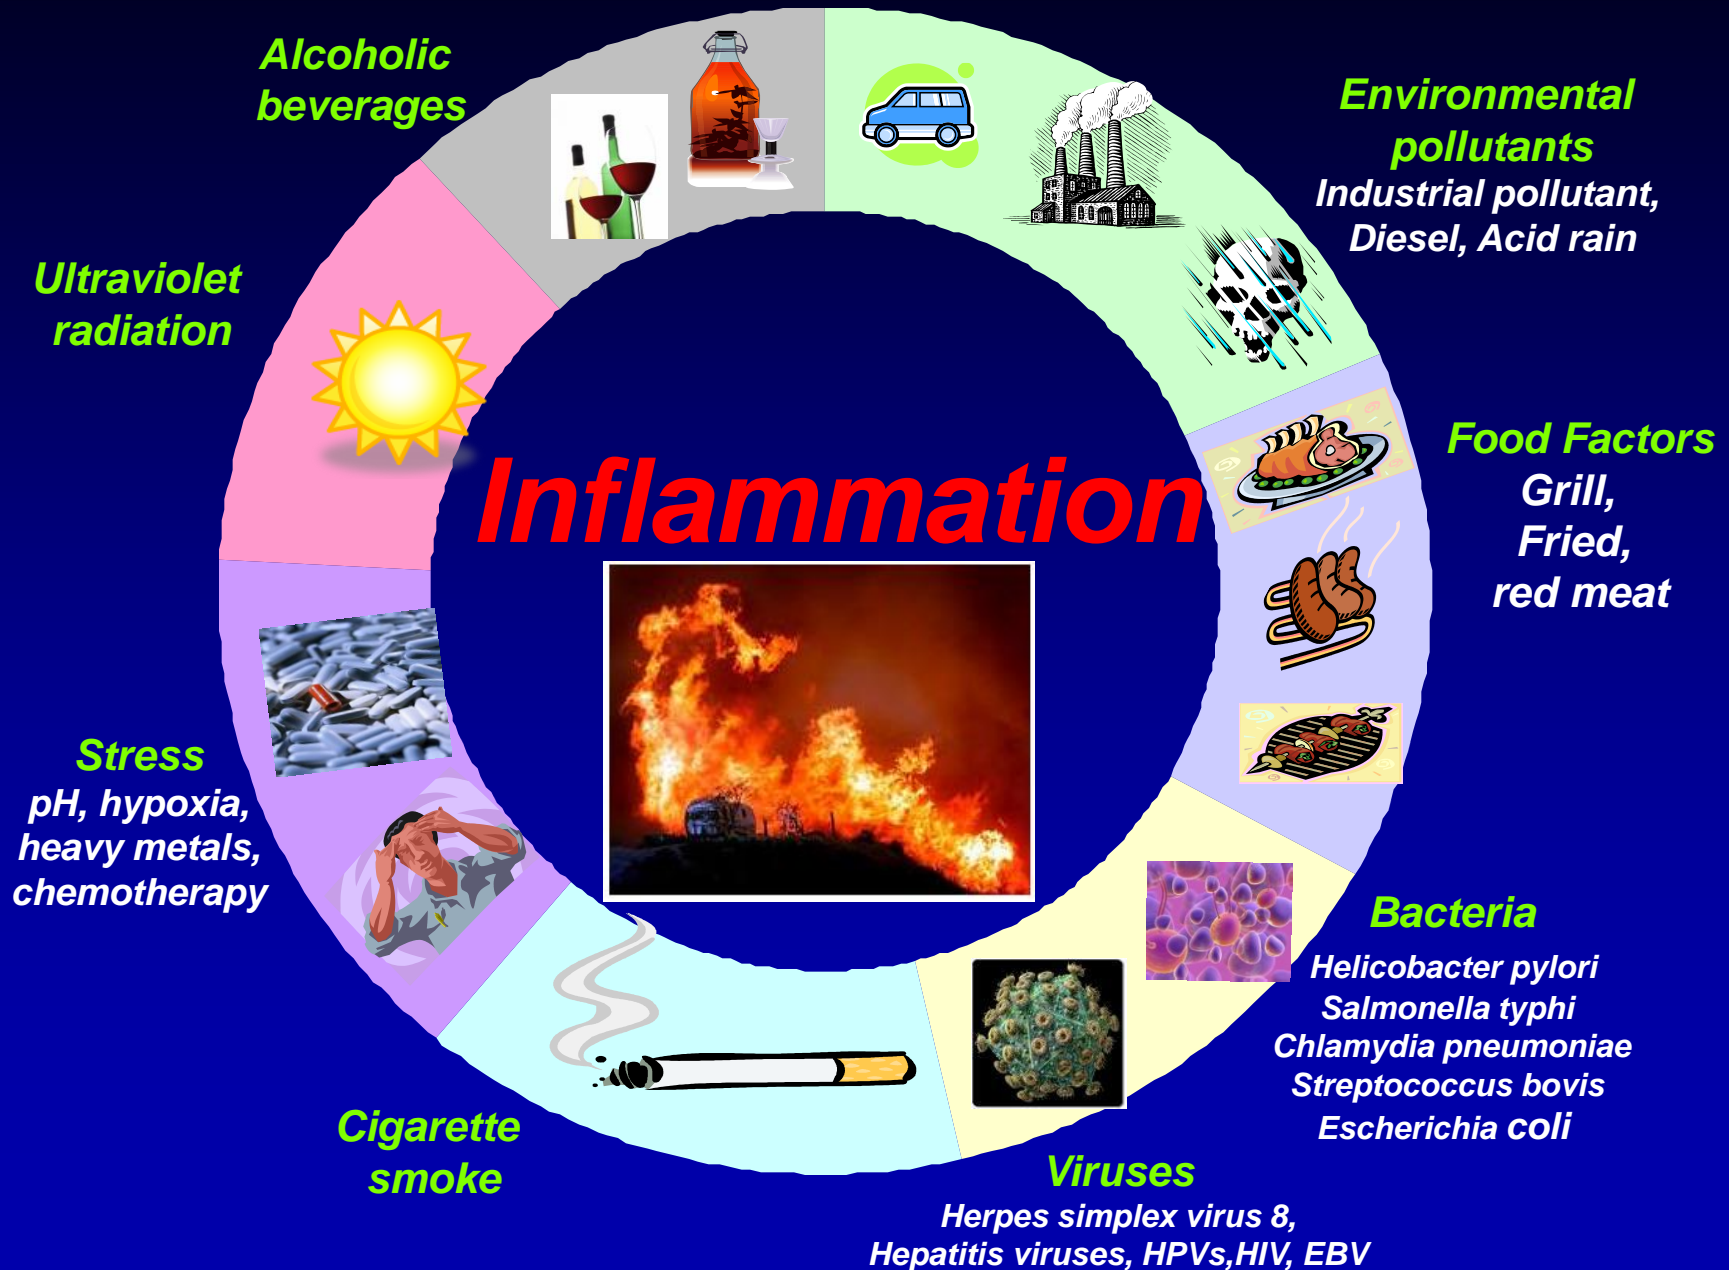 Alcoholic
beverages
Environmental
pollutants
Industrial pollutant,
Diesel, Acid rain
Ultraviolet
radiation
Food Factors
Grill,
Fried,
red meat
Inflammation
Stress
pH, hypoxia,
heavy metals,
chemotherapy
Bacteria
Helicobacter pylori
Salmonella typhi
Chlamydia pneumoniae
Streptococcus bovis
Escherichia coli
Cigarette
smoke
Viruses
Herpes simplex virus 8,
Hepatitis viruses, HPVs,HIV, EBV